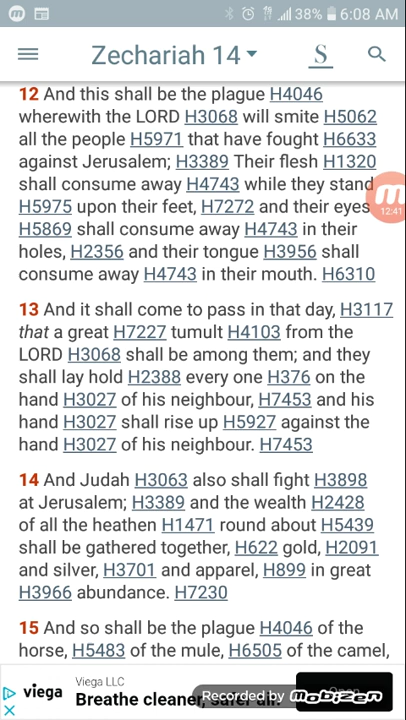 38% 6:08 AM
Zechariah 14 S
12 And this shall be the plague H4046
wherewith the LORD H3068 will smite H5062
all the people H5971 that have fought H6633
against Jerusalem; H3389 Their flesh H1320
shall consume away H4743 while they stand
H5975 upon their feet, H7272 and their eyes
12:41
H5869 shall consume away H4743 in their
holes, H2356 and their tongue H3956 shall
consume away H4743 in their mouth. H6310
13 And it shall come to pass in that day, H3117
that a great H7227 tumult H4103 from the
LORD H3068 shall be among them; and they
shall lay hold H2388 every one H376 on the
hand H3027 of his neighbour, H7453 and his
hand H3027 shall rise up H5927 against the
hand H3027 of his neighbour. H7453
14 And Judah H3063 also shall fight H3898
at Jerusalem; H3389 and the wealth H2428
of all the heathen H1471 round about H5439
shall be gathered together, H622 gold, H2091
and silver, H3701 and apparel, H899 in great
H3966 abundance. H7230
15 And so shall be the plague H4046 of the
horse, H5483 of the mule, H6505 of the camel,
viega
Viega LLC
Breathe cleaner, safer air.
Recorded by Mobizen